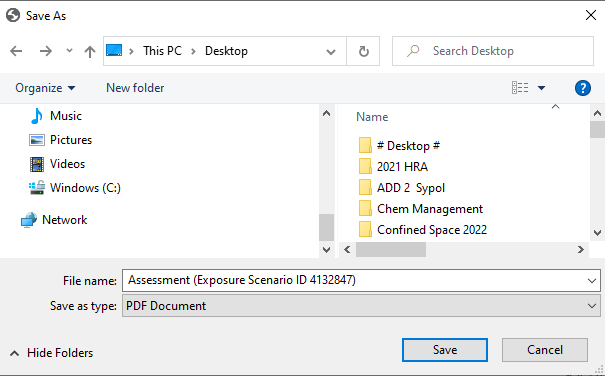 Save As
This PC > Desktop
Search Desktop
Organize
New folder
?
Music
Pictures
Videos
Windows (C:)
Network
Name
# Desktop #
2021 HRA
ADD 2  Sypol
Chem Management
Confined Space 2022
File name: Assessment (Exposure Scenario ID 4132847)
Save as type: PDF Document
Hide Folders
Save
Cancel